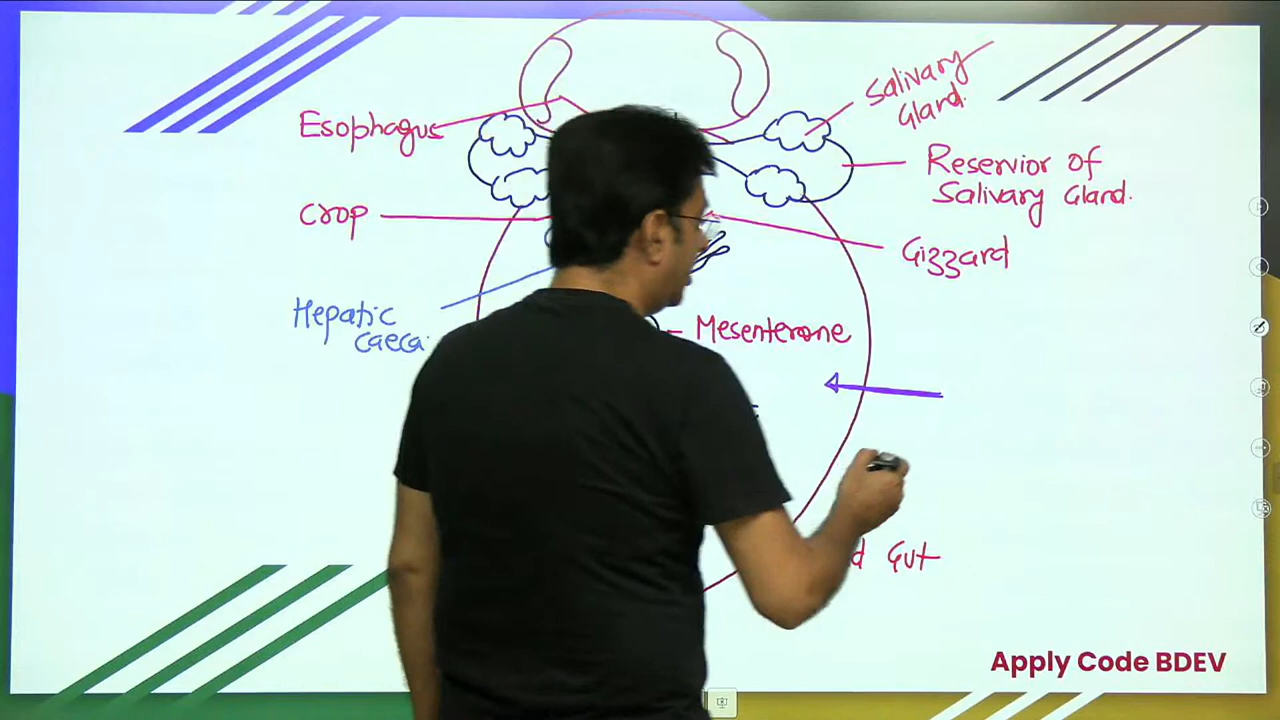 Salivary
Gland.
Esophagus
Reservior of
Salivary Gland.
Crop
Gizzard
Hepatic
caeca.
Mesenterone
Gut
Apply Code BDEV